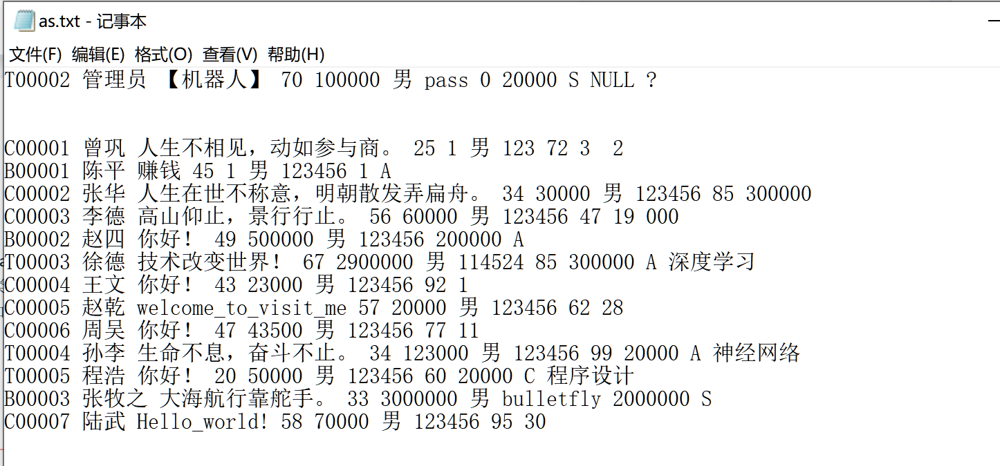 as.txt - 记事本
文件(F) 编辑(E) 格式(O) 查看(V) 帮助(H)
T00002 管理员 【机器人】 70 100000 男 pass 0 20000 S NULL ?
C00001 曾巩 人生不相见，动如参与商。 25 1 男 123 72 3  2
B00001 陈平 赚钱 45 1 男 123456 1 A
C00002 张华 人生在世不称意，明朝散发弄扁舟。 34 30000 男 123456 85 300000
C00003 李德 高山仰止，景行行止。 56 60000 男 123456 47 19 000
B00002 赵四 你好！ 49 500000 男 123456 200000 A
T00003 徐德 技术改变世界！ 67 2900000 男 114524 85 300000 A 深度学习
C00004 王文 你好！ 43 23000 男 123456 92 1
C00005 赵乾 welcome_to_visit_me 57 20000 男 123456 62 28
C00006 周吴 你好！ 47 43500 男 123456 77 11
T00004 孙李 生命不息，奋斗不止。 34 123000 男 123456 99 20000 A 神经网络
T00005 程浩 你好！ 20 50000 男 123456 60 20000 C 程序设计
B00003 张牧之 大海航行靠舵手。 33 3000000 男 bulletfly 2000000 S
C00007 陆武 Hello_world! 58 70000 男 123456 95 30